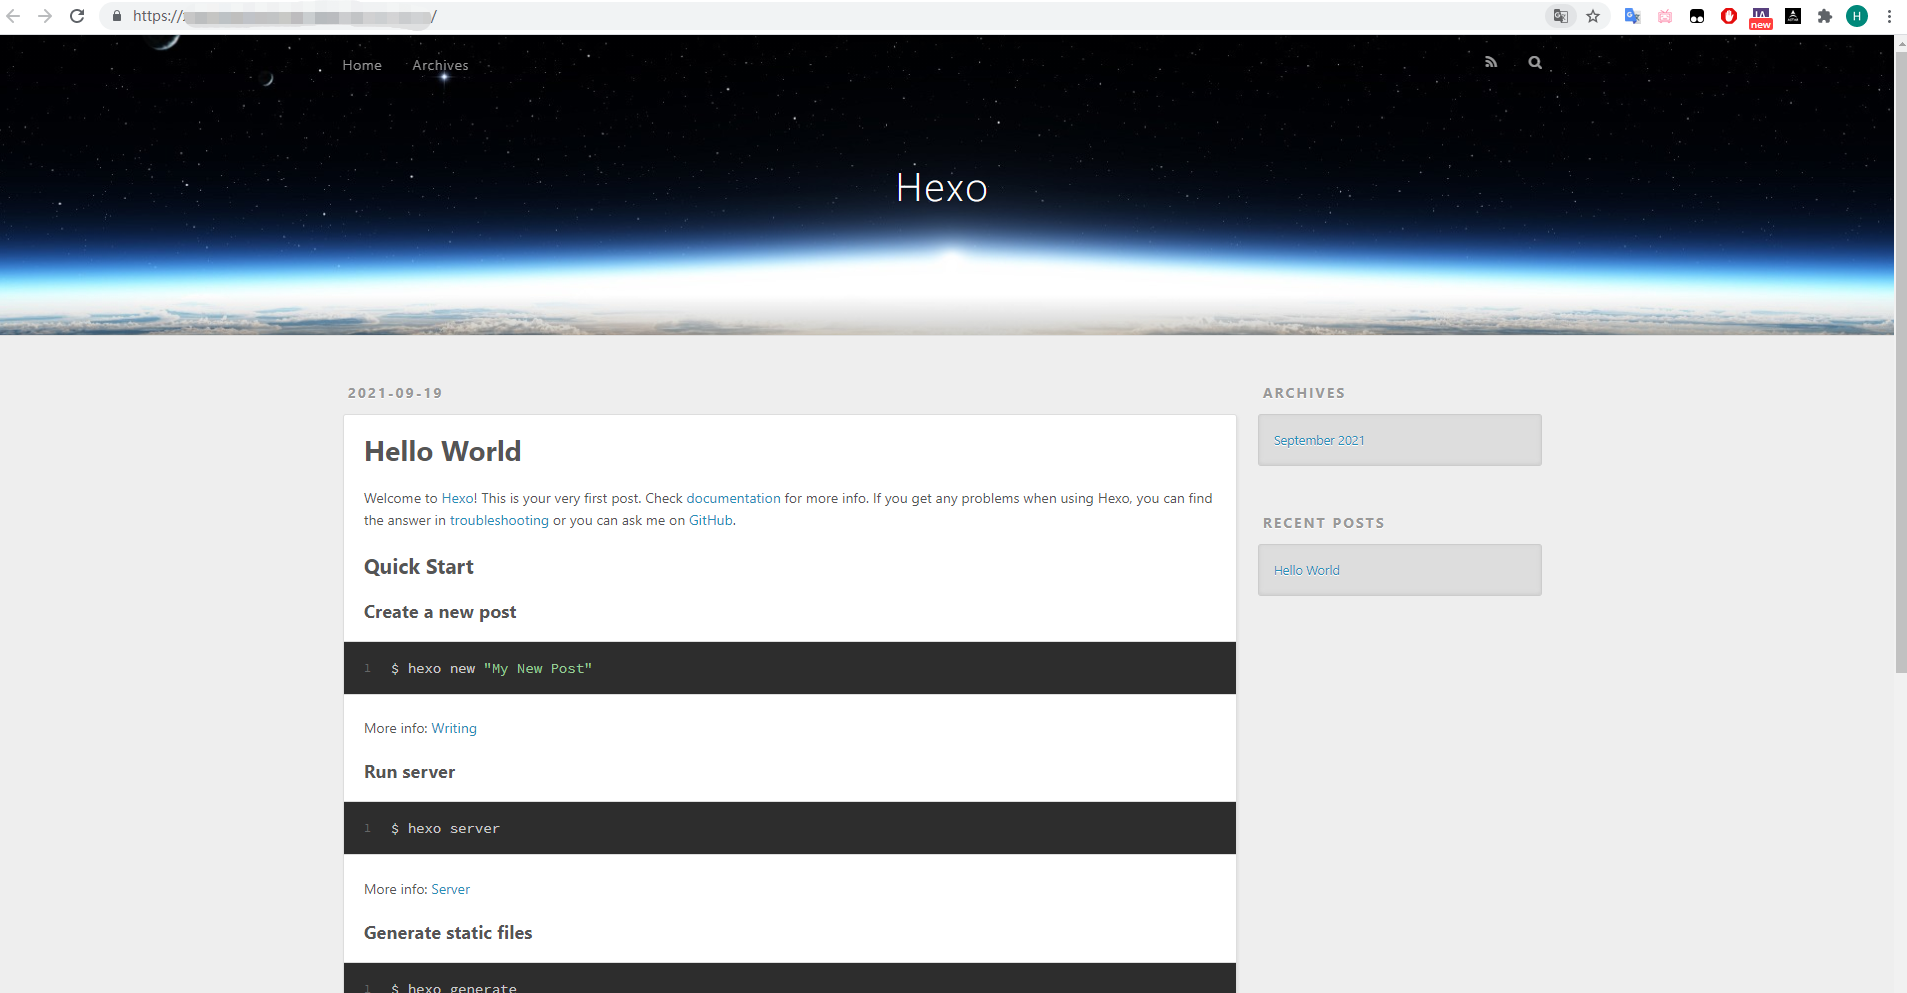 https://
/
new
H
Home
Archives
Hexo
2021-09-19
Hello World
Welcome to Hexo! This is your very first post. Check documentation for more info. If you get any problems when using Hexo, you can find
the answer in troubleshooting or you can ask me on GitHub.
Quick Start
Create a new post
1 $ hexo new "My New Post"
More info: Writing
Run server
1 $ hexo server
More info: Server
Generate static files
1 $ hexo generate
ARCHIVES
September 2021
RECENT POSTS
Hello World